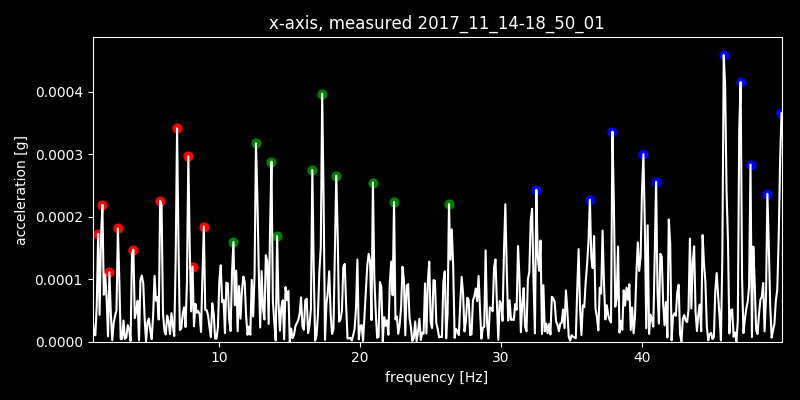 x-axis, measured 2017_11_14-18_50_01
acceleration [g]
0.0004
0.0003
0.0002
0.0001
0.0000
10 20 30 40
frequency [Hz]